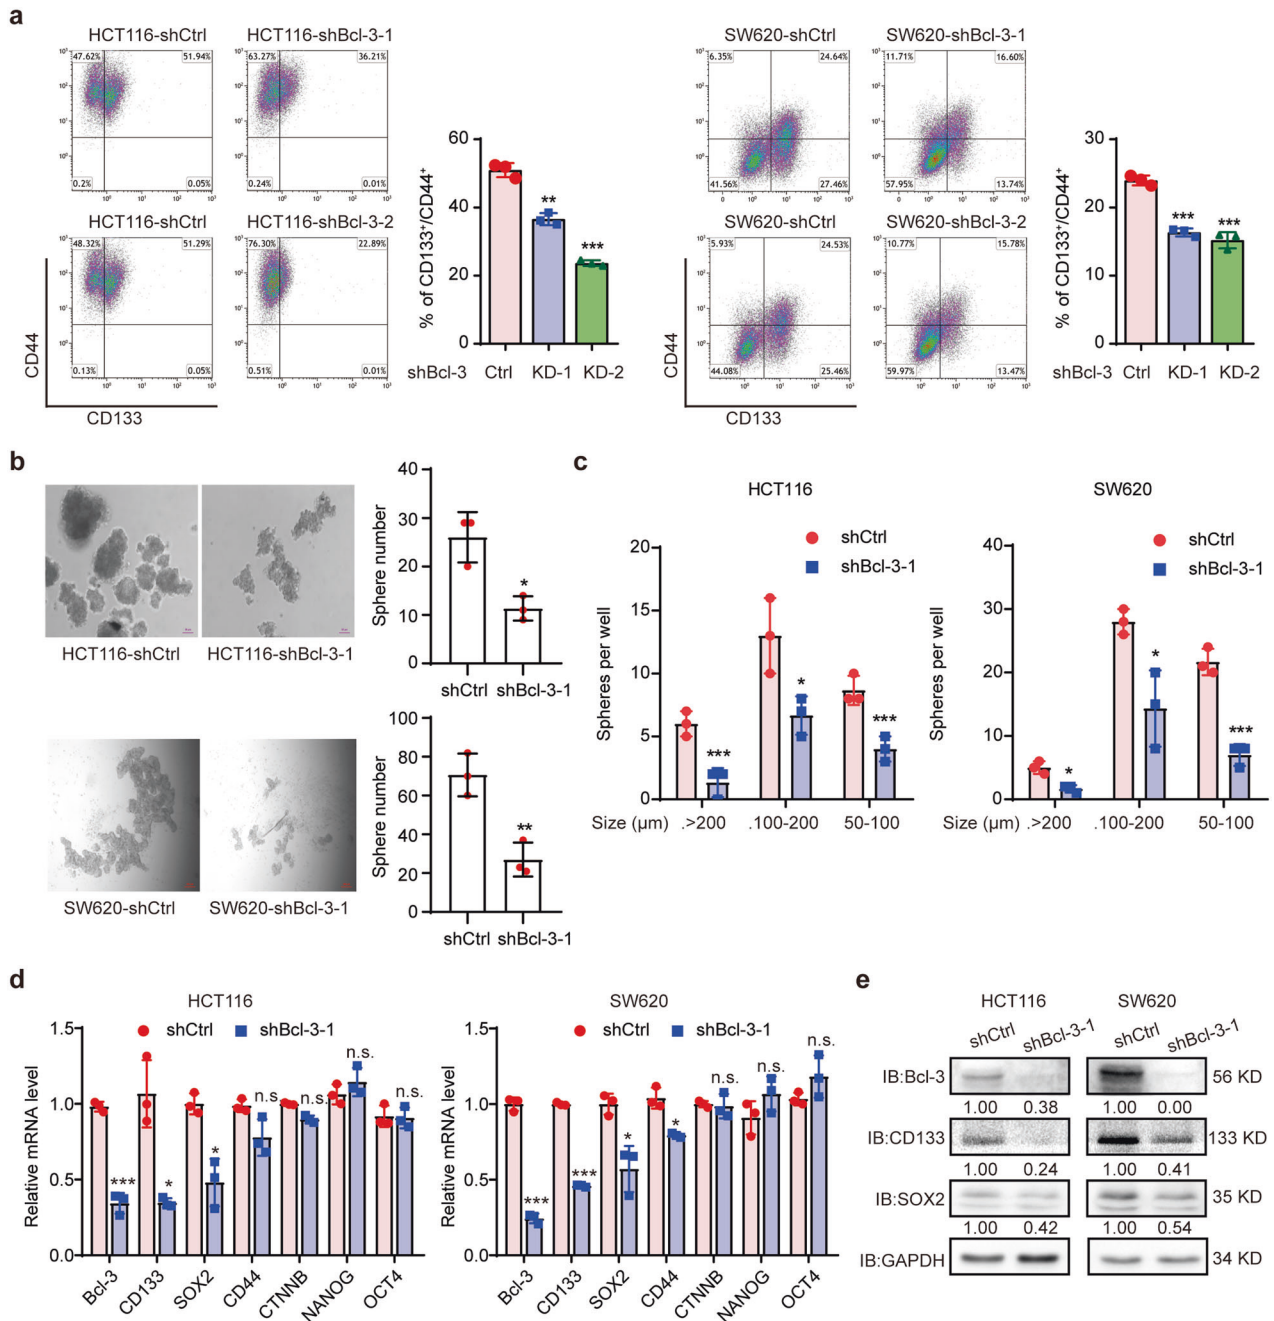 a
HCT116-shCtrl
HCT116-shBcl-3-1
47.62%
51.94%
0.2%
0.05%
63.27%
36.21%
0.24%
0.01%
HCT116-shCtrl
HCT116-shBcl-3-2
48.32%
51.29%
0.13%
0.05%
76.30%
22.89%
0.51%
0.01%
CD44
CD133
% of CD133⁺/CD44⁺
60
40
20
0
**
***
shBcl-3 Ctrl KD-1 KD-2
SW620-shCtrl
SW620-shBcl-3-1
6.35%
24.64%
41.56%
27.46%
11.71%
16.60%
57.95%
13.74%
SW620-shCtrl
SW620-shBcl-3-2
5.93%
24.53%
44.08%
25.46%
10.77%
15.78%
59.97%
13.47%
CD44
CD133
% of CD133⁺/CD44⁺
30
20
10
0
***
***
shBcl-3 Ctrl KD-1 KD-2
b
HCT116-shCtrl
HCT116-shBcl-3-1
Sphere number
40
30
20
10
0
*
shCtrl shBcl-3-1
SW620-shCtrl
SW620-shBcl-3-1
Sphere number
100
80
60
40
20
0
**
shCtrl shBcl-3-1
c
HCT116
shCtrl
shBcl-3-1
Spheres per well
20
15
10
5
0
***
*
***
Size (µm) .>200 .100-200 50-100
SW620
shCtrl
shBcl-3-1
Spheres per well
40
30
20
10
0
*
*
***
Size (µm) .>200 .100-200 50-100
d
HCT116
shCtrl shBcl-3-1
Relative mRNA level
1.5
1.0
0.5
0.0
*** * * n.s. n.s. n.s. n.s.
Bcl-3 CD133 SOX2 CD44 CTNNB NANOG OCT4
SW620
shCtrl shBcl-3-1
Relative mRNA level
1.5
1.0
0.5
0.0
*** *** * * n.s. n.s. n.s.
Bcl-3 CD133 SOX2 CD44 CTNNB NANOG OCT4
e
HCT116 SW620
shCtrl shBcl-3-1 shCtrl shBcl-3-1
IB:Bcl-3 56 KD
1.00 0.38 1.00 0.00
IB:CD133 133 KD
1.00 0.24 1.00 0.41
IB:SOX2 35 KD
1.00 0.42 1.00 0.54
IB:GAPDH 34 KD